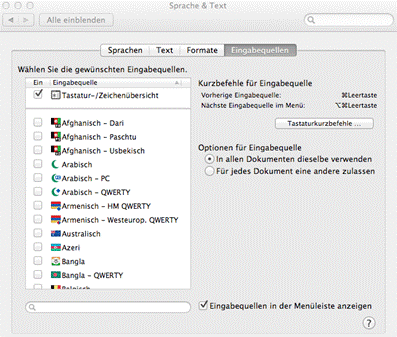 Sprache & Text
Alle einblenden
Sprachen Text Formate Eingabequellen
Wählen Sie die gewünschten Eingabequellen.
Ein Eingabequelle
Tastatur-/Zeichenübersicht
Afghanisch - Dari
Afghanisch - Paschtu
Afghanisch - Usbekisch
Arabisch
Arabisch - PC
Arabisch - QWERTY
Armenisch - HM QWERTY
Armenisch - Westeurop. QWERTY
Australisch
Azeri
Bangla
Bangla - QWERTY
Belgisch
Kurzbefehle für Eingabequelle
Vorherige Eingabequelle: ⌘Leertaste
Nächste Eingabequelle im Menü: ⌥⌘Leertaste
Tastaturkurzbefehle ...
Optionen für Eingabequelle
In allen Dokumenten dieselbe verwenden
Für jedes Dokument eine andere zulassen
Eingabequellen in der Menüleiste anzeigen
?